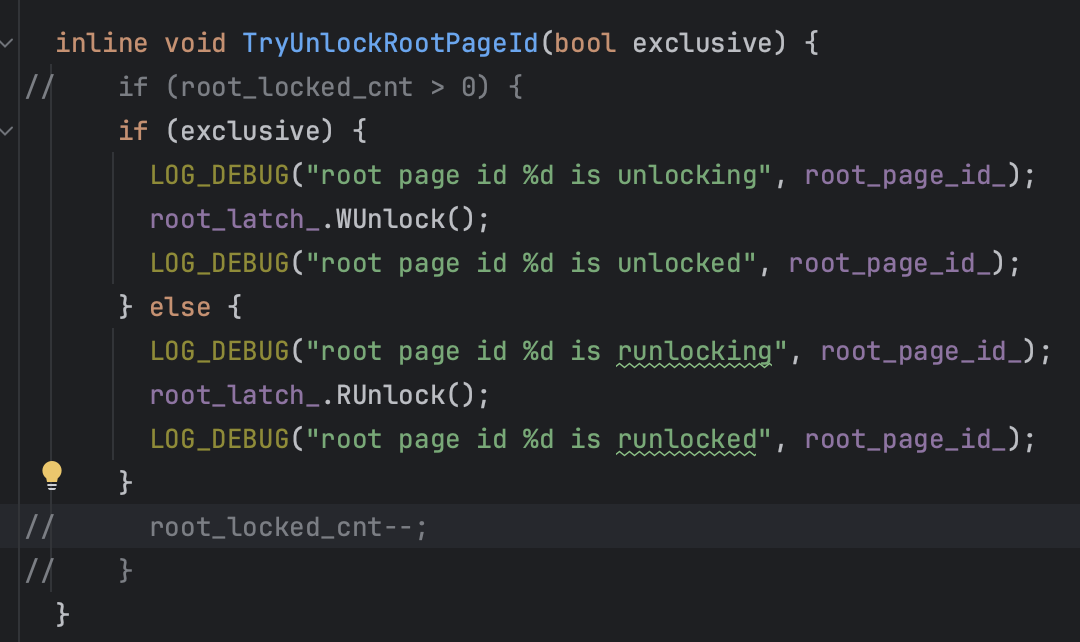 inline void TryUnlockRootPageId(bool exclusive) {
//    if (root_locked_cnt > 0) {
    if (exclusive) {
      LOG_DEBUG("root page id %d is unlocking", root_page_id_);
      root_latch_.WUnlock();
      LOG_DEBUG("root page id %d is unlocked", root_page_id_);
    } else {
      LOG_DEBUG("root page id %d is runlocking", root_page_id_);
      root_latch_.RUnlock();
      LOG_DEBUG("root page id %d is runlocked", root_page_id_);
    }
//      root_locked_cnt--;
//    }
}